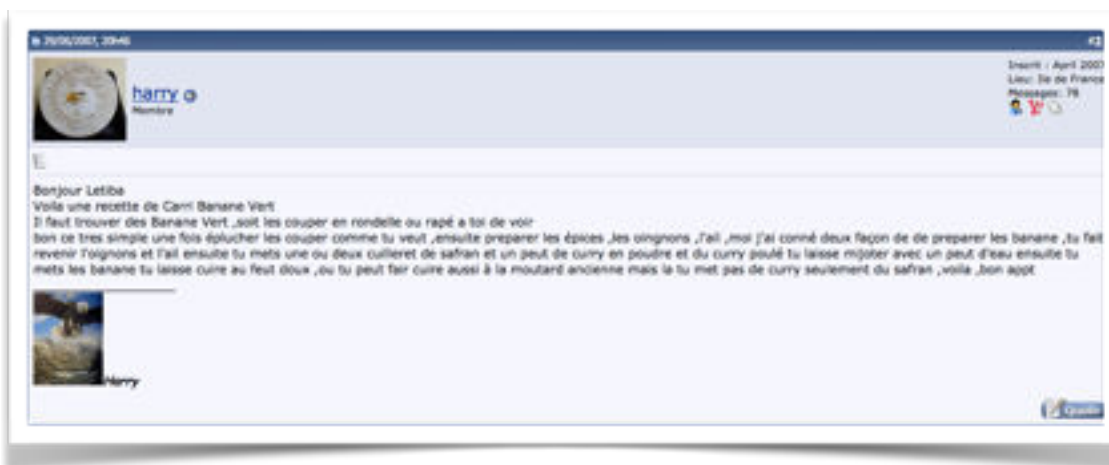 20h46
#2
harry
Membre
Inscrit : April 2007
Lieu: Ile de France
Messages: 78
Bonjour Letiba
Voila une recette de Carri Banane Vert
Il faut trouver des Banane Vert ,soit les couper en rondelle ou rapé a toi de voir
bon ce tres simple une fois éplucher les couper comme tu veut ,ensuite preparer les épices ,les oingnons ,l'ail ,moi j'ai conné deux façon de de preparer les banane ,tu fait
revenir l'oignons et l'ail ensuite tu mets une ou deux cuilleret de safran et un peut de curry en poudre et du curry poulé tu laisse mijoter avec un peut d'eau ensuite tu
mets les banane tu laisse cuire au feut doux ,ou tu peut fair cuire aussi à la moutard ancienne mais la tu met pas de curry seulement du safran ,voila ,bon appt
Harry
Quote